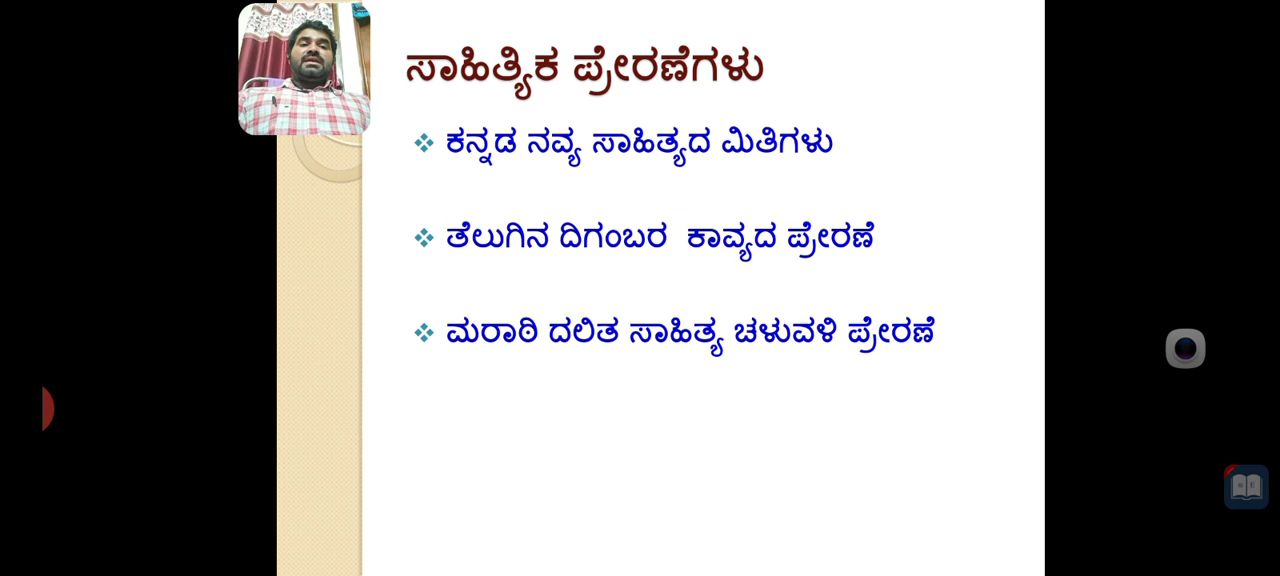 ಸಾಹಿತ್ಯಿಕ ಪ್ರೇರಣೆಗಳು
ಕನ್ನಡ ನವ್ಯ ಸಾಹಿತ್ಯದ ಮಿತಿಗಳು
ತೆಲುಗಿನ ದಿಗಂಬರ ಕಾವ್ಯದ ಪ್ರೇರಣೆ
ಮರಾಠಿ ದಲಿತ ಸಾಹಿತ್ಯ ಚಳುವಳಿ ಪ್ರೇರಣೆ